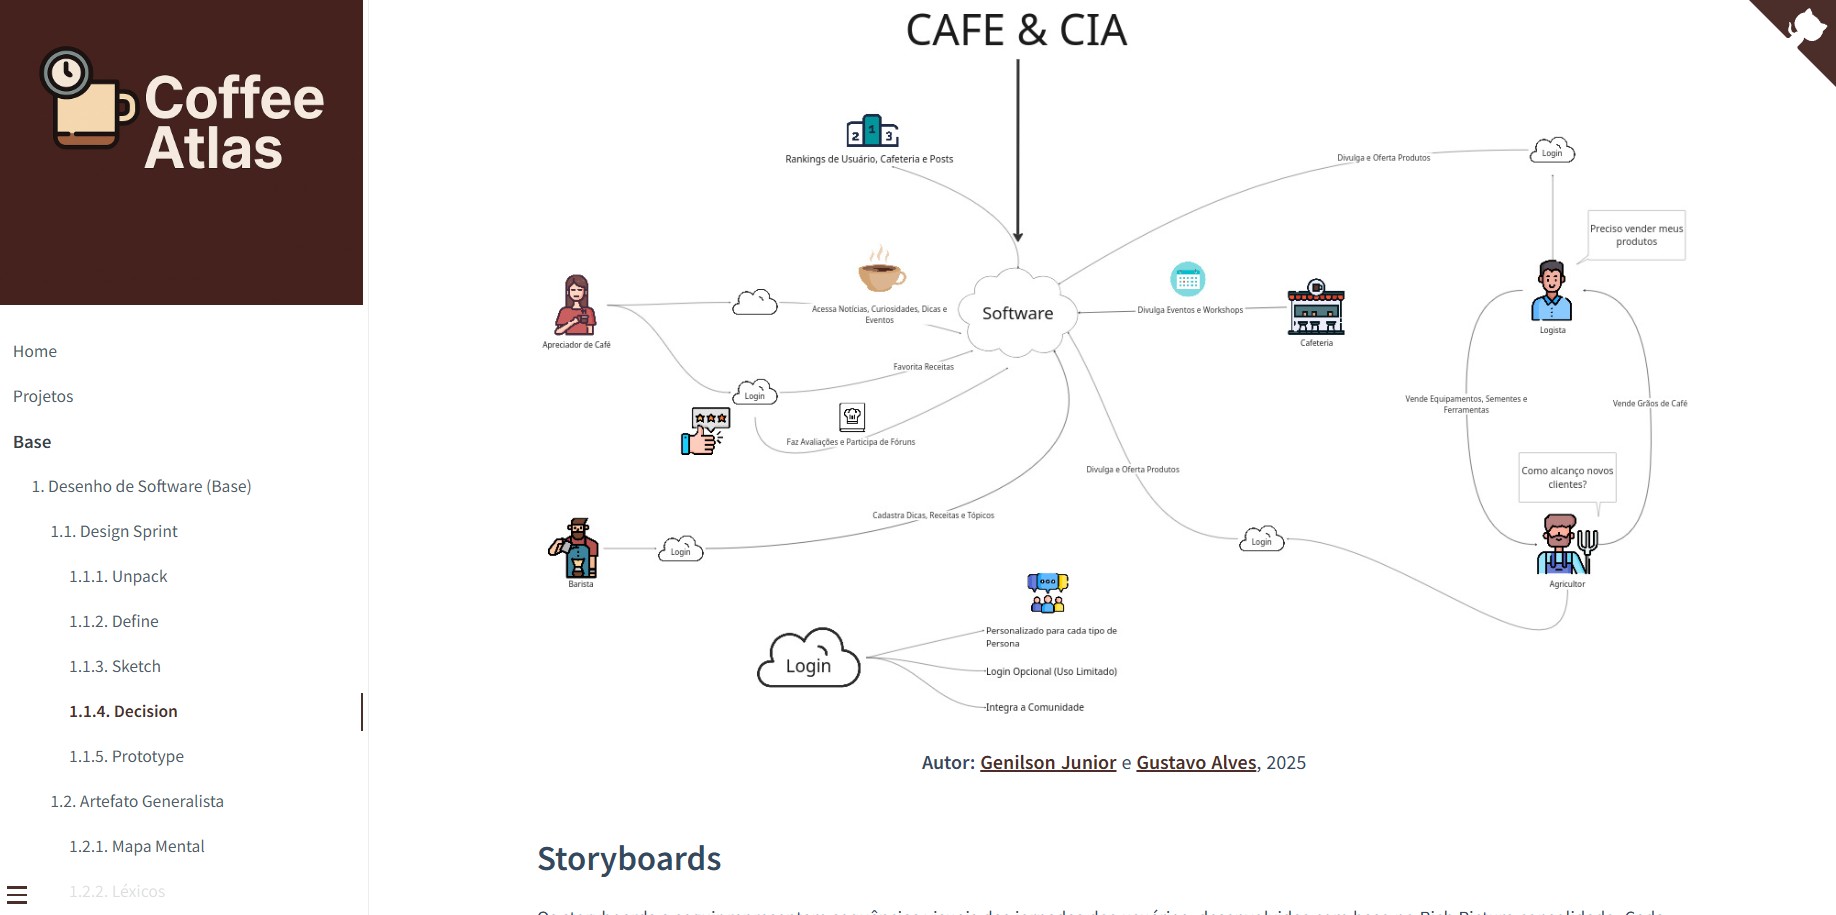 Coffee
Atlas
Home
Projetos
Base
1. Desenho de Software (Base)
1.1. Design Sprint
1.1.1. Unpack
1.1.2. Define
1.1.3. Sketch
1.1.4. Decision
1.1.5. Prototype
1.2. Artefato Generalista
1.2.1. Mapa Mental
1.2.2. Léxicos
CAFE & CIA
2 1 3
Rankings de Usuário, Cafeteria e Posts
Divulga e Oferta Produtos
Login
Preciso vender meus
produtos
Logista
Software
Acessa Notícias, Curiosidades, Dicas e
Eventos
Apreciador de Café
Divulga Eventos e Workshops
Cafeteria
Favorita Receitas
Login
Faz Avaliações e Participa de Fóruns
Vende Equipamentos, Sementes e
Ferramentas
Vende Grãos de Café
Divulga e Oferta Produtos
Como alcanço novos
clientes?
Cadastra Dicas, Receitas e Tópicos
Login
Login
Barista
Agricultor
Login
Personalizado para cada tipo de
Persona
Login Opcional (Uso Limitado)
Integra a Comunidade
Autor: Genilson Junior e Gustavo Alves, 2025
Storyboards